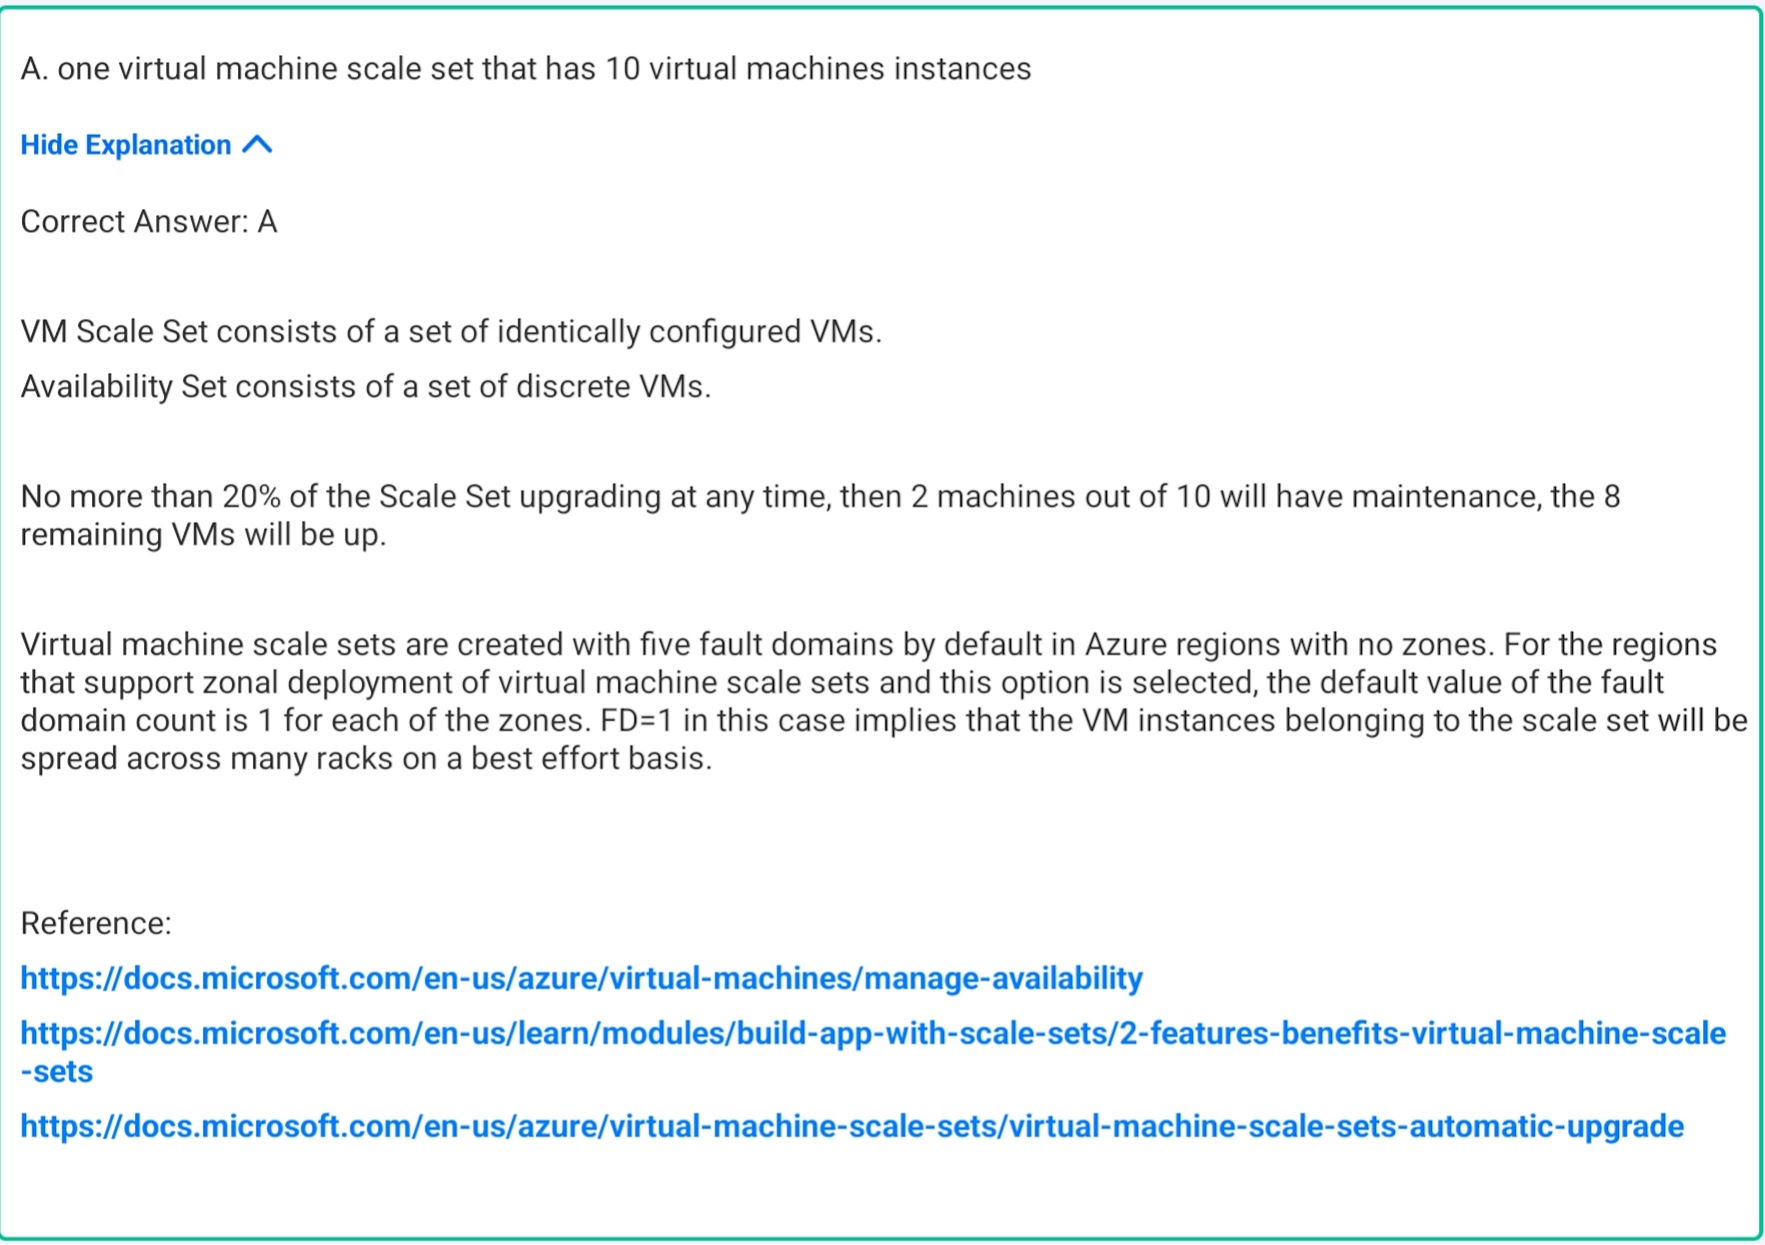 A. one virtual machine scale set that has 10 virtual machines instances
Hide Explanation
Correct Answer: A
VM Scale Set consists of a set of identically configured VMs.
Availability Set consists of a set of discrete VMs.
No more than 20% of the Scale Set upgrading at any time, then 2 machines out of 10 will have maintenance, the 8
remaining VMs will be up.
Virtual machine scale sets are created with five fault domains by default in Azure regions with no zones. For the regions
that support zonal deployment of virtual machine scale sets and this option is selected, the default value of the fault
domain count is 1 for each of the zones. FD=1 in this case implies that the VM instances belonging to the scale set will be
spread across many racks on a best effort basis.
Reference:
https://docs.microsoft.com/en-us/azure/virtual-machines/manage-availability
https://docs.microsoft.com/en-us/learn/modules/build-app-with-scale-sets/2-features-benefits-virtual-machine-scale
-sets
https://docs.microsoft.com/en-us/azure/virtual-machine-scale-sets/virtual-machine-scale-sets-automatic-upgrade